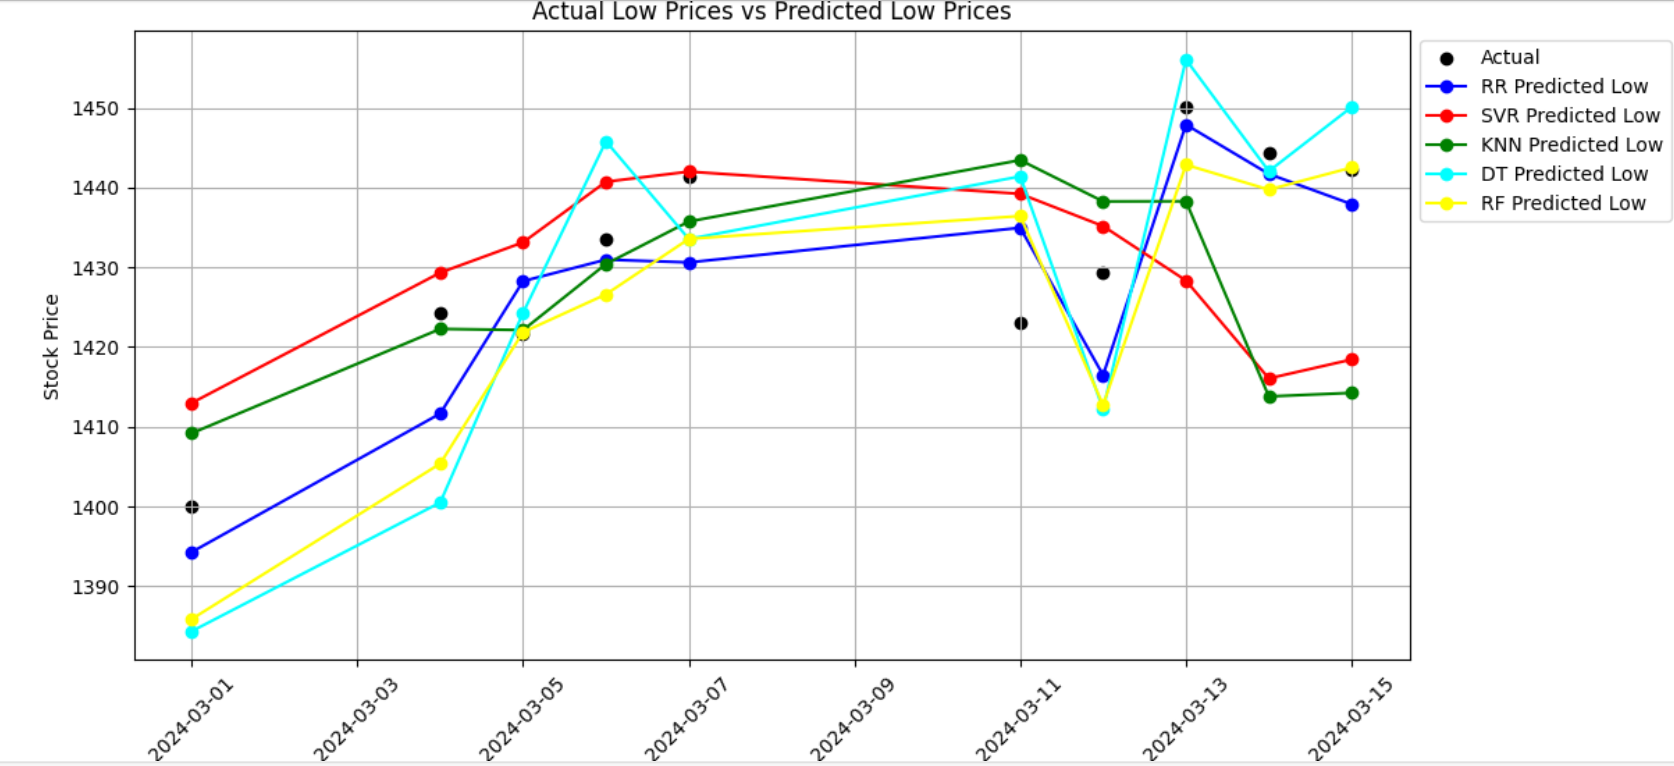 Actual Low Prices vs Predicted Low Prices
Actual
RR Predicted Low
SVR Predicted Low
KNN Predicted Low
DT Predicted Low
RF Predicted Low
Stock Price
1450
1440
1430
1420
1410
1400
1390
2024-03-01
2024-03-03
2024-03-05
2024-03-07
2024-03-09
2024-03-11
2024-03-13
2024-03-15